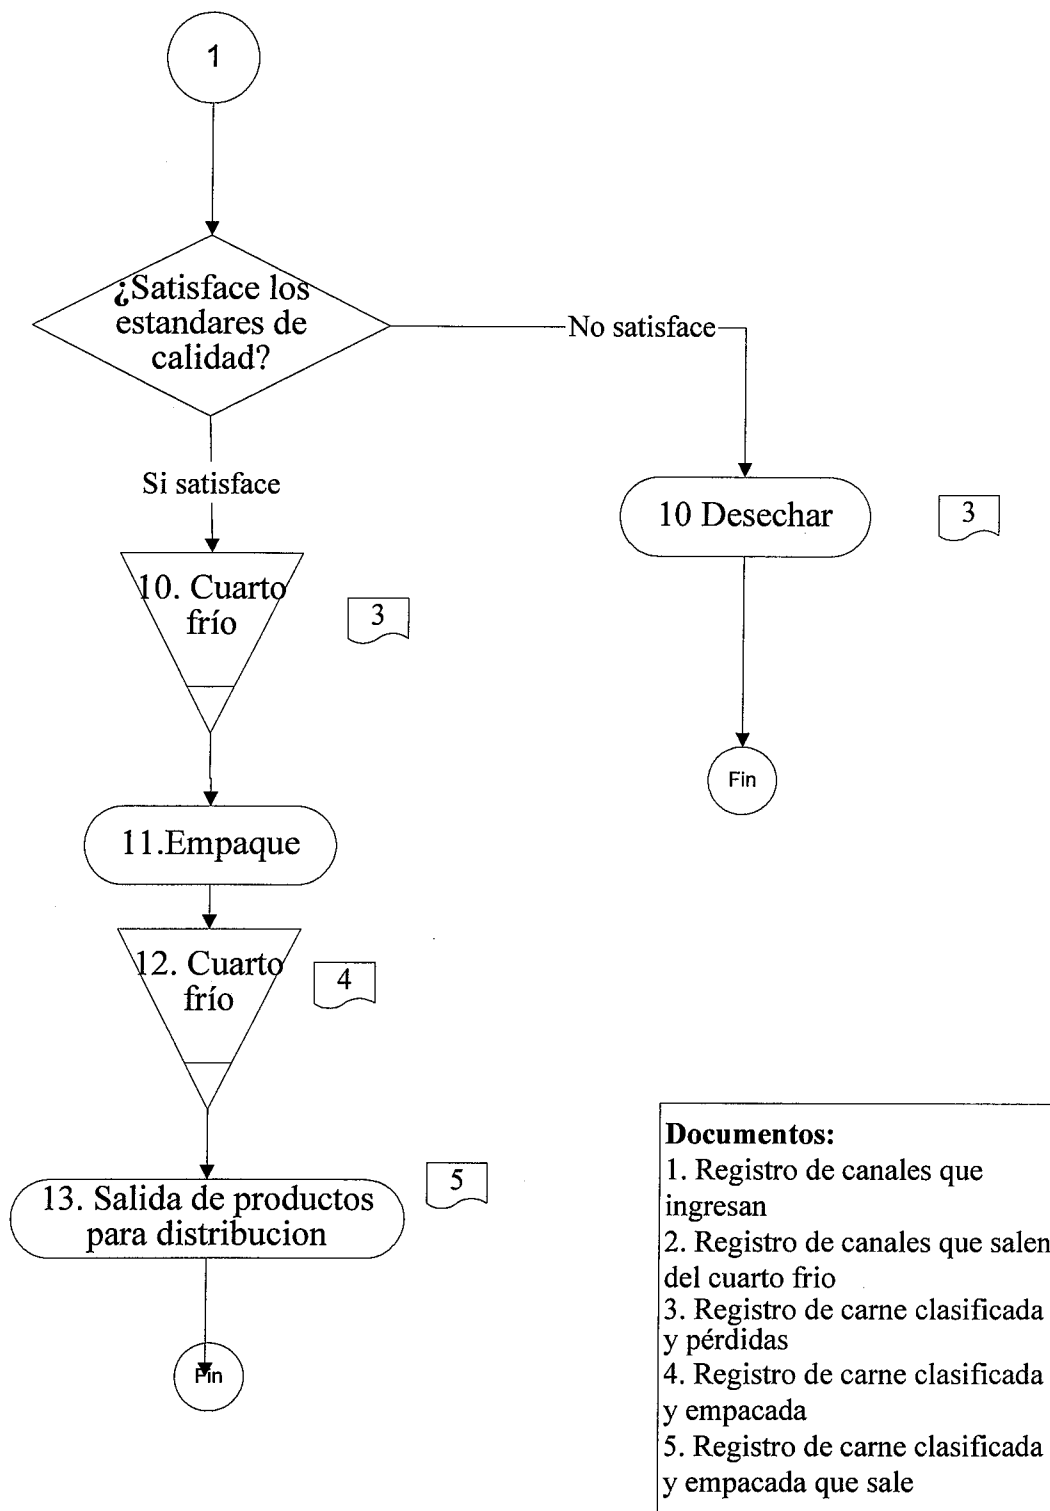 1
¿Satisface los
estandares de
calidad?
No satisface
Si satisface
10 Desechar
3
10. Cuarto
frío
3
Fin
11.Empaque
12. Cuarto
frío
4
13. Salida de productos
para distribucion
5
Fin
Documentos:
1. Registro de canales que
ingresan
2. Registro de canales que salen
del cuarto frio
3. Registro de carne clasificada
y pérdidas
4. Registro de carne clasificada
y empacada
5. Registro de carne clasificada
y empacada que sale